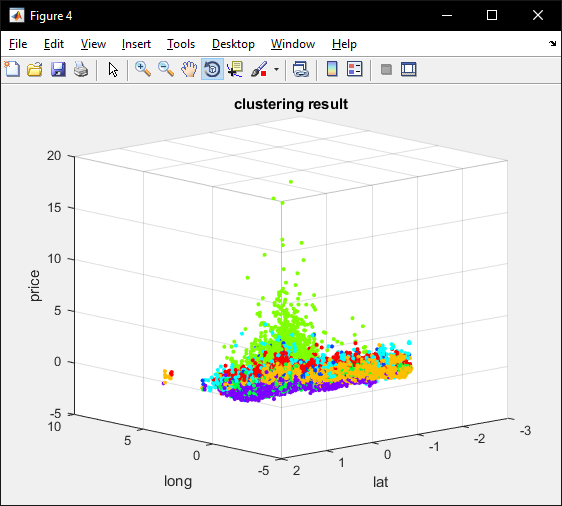 Figure 4
File Edit View Insert Tools Desktop Window Help
clustering result
20
15
10
5
0
-5
price
10
5
0
-5
long
2
1
0
-1
-2
-3
lat